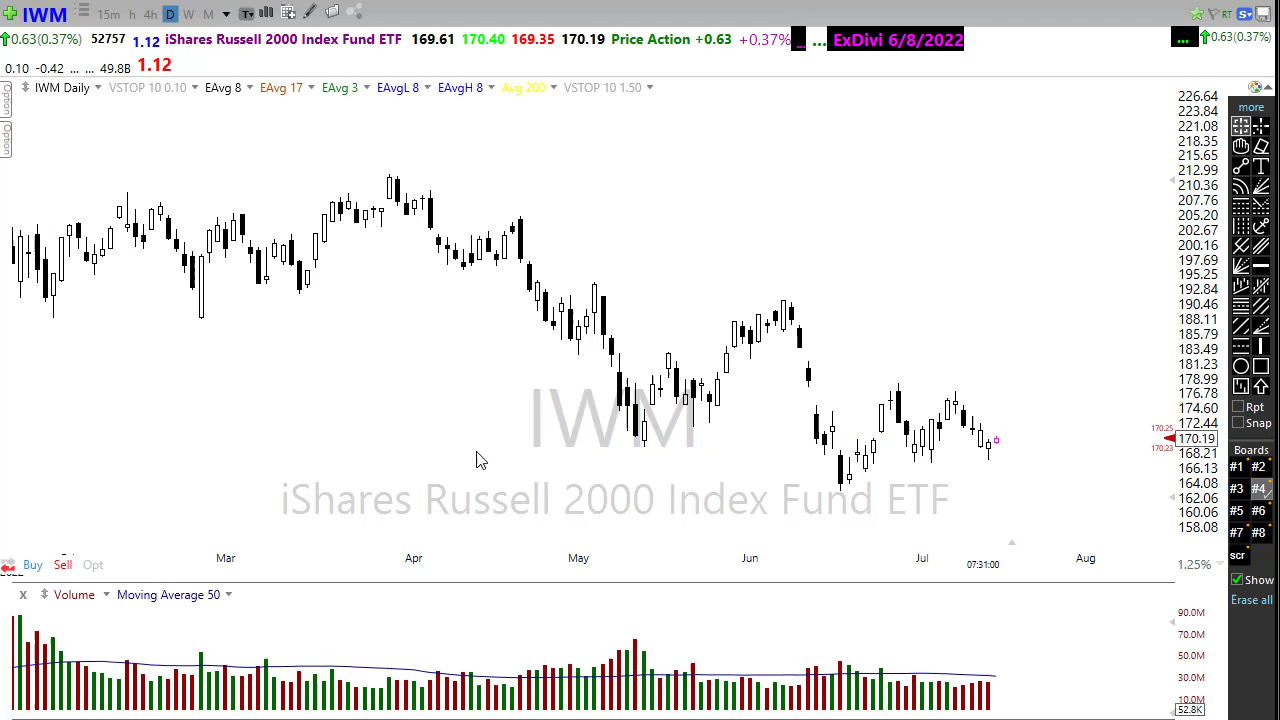 IWM 15m h 4h D W M T RT S
0.63(0.37%) 52757 1.12 iShares Russell 2000 Index Fund ETF 169.61 170.40 169.35 170.19 Price Action +0.63 +0.37% ... ... ExDivi 6/8/2022 ... 0.63(0.37%)
0.10 -0.42 ... ... 49.8B 1.12
IWM Daily VSTOP 10 0.10 EAvg 8 EAvg 17 EAvg 3 EAvgL 8 EAvgH 8 Avg 200 VSTOP 10 1.50
Option
Option
226.64
223.84
221.08
218.35
215.65
212.99
210.36
207.76
205.20
202.67
200.16
197.69
195.25
192.84
190.46
188.11
185.79
183.49
181.23
178.99
176.78
174.60
172.44
170.25
170.19
170.23
168.21
166.13
164.08
162.06
160.06
158.08
IWM
iShares Russell 2000 Index Fund ETF
Mar Apr May Jun Jul Aug
07:31:00
Buy Sell Opt
1.25%
X Volume Moving Average 50
90.0M
70.0M
50.0M
30.0M
10.0M
52.8K
more
T
Rpt
Snap
Boards
#1 #2
#3 #4
#5 #6
#7 #8
scr
Show
Erase all